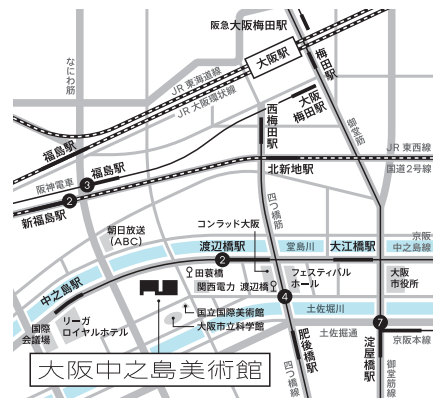 阪急大阪梅田駅
大阪駅
梅田駅
なにわ筋
JR 東海道線
JR 大阪環状線
大阪
梅田駅
西梅田駅
御堂筋
福島駅
福島駅
3
阪神電車
2
新福島駅
北新地駅
JR 東西線
国道2号線
四つ橋筋
コンラッド大阪
朝日放送
(ABC)
渡辺橋駅
堂島川
大江橋駅
京阪
中之島線
2
田蓑橋
関西電力
渡辺橋
フェスティバル
ホール
大阪
市役所
中之島駅
4
国立国際美術館
大阪市立科学館
土佐堀川
7
国際
会議場
リーガ
ロイヤルホテル
肥後橋駅
土佐堀通
淀屋橋駅
京阪本線
大阪中之島美術館
四つ橋線
御堂筋線